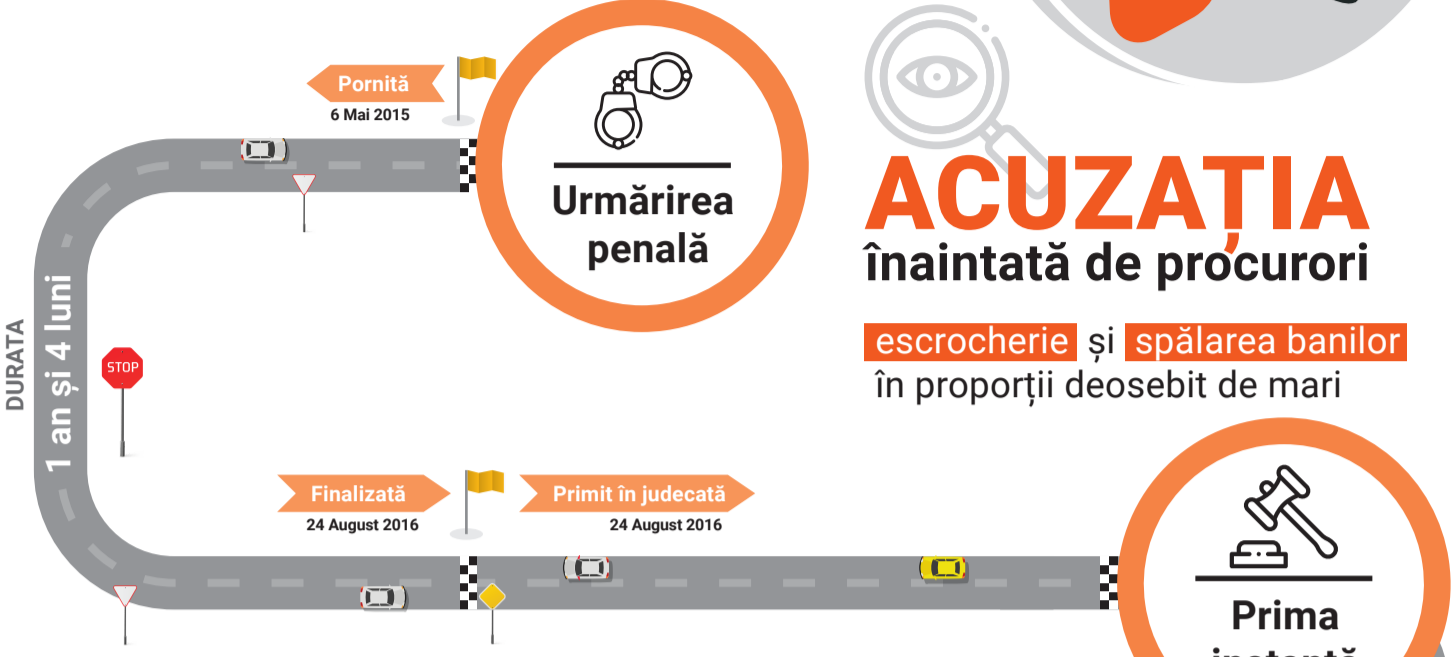 Pornită
6 Mai 2015
Urmărirea
penală
ACUZAȚIA
înaintată de procurori
escrocherie și spălarea banilor
în proporții deosebit de mari
DURATA
1 an și 4 luni
STOP
Finalizată
24 August 2016
Primit în judecată
24 August 2016
Prima
instanță